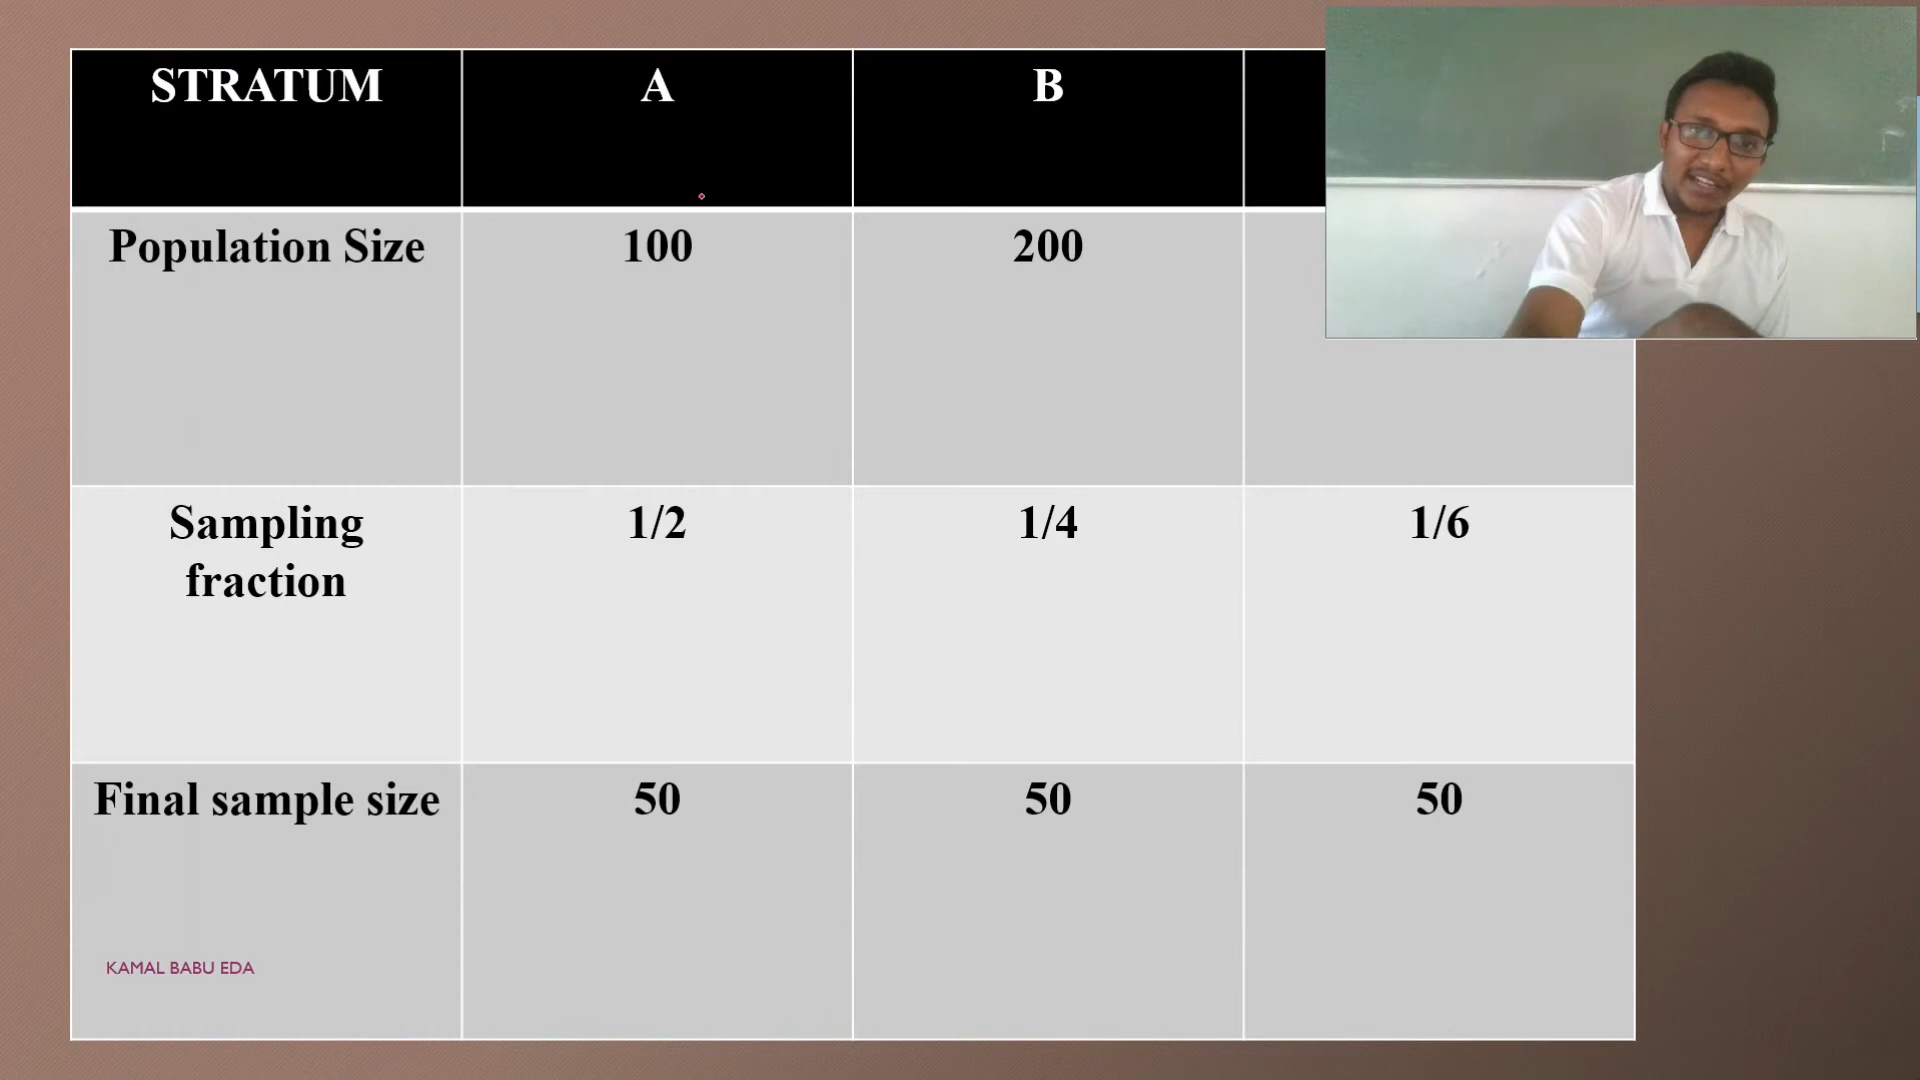 STRATUM A B
Population Size 100 200
Sampling 1/2 1/4 1/6
fraction
Final sample size 50 50 50
KAMAL BABU EDA